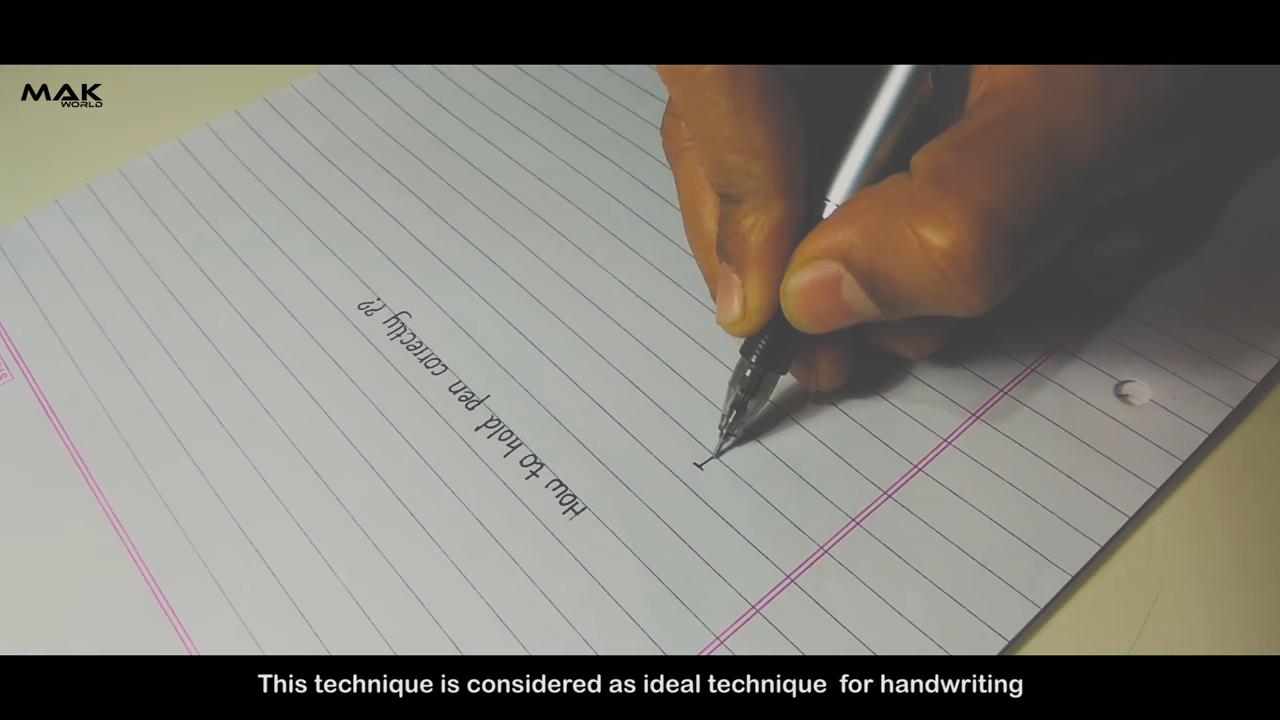 MAK
WORLD
How to hold pen correctly ??
This technique is considered as ideal technique for handwriting